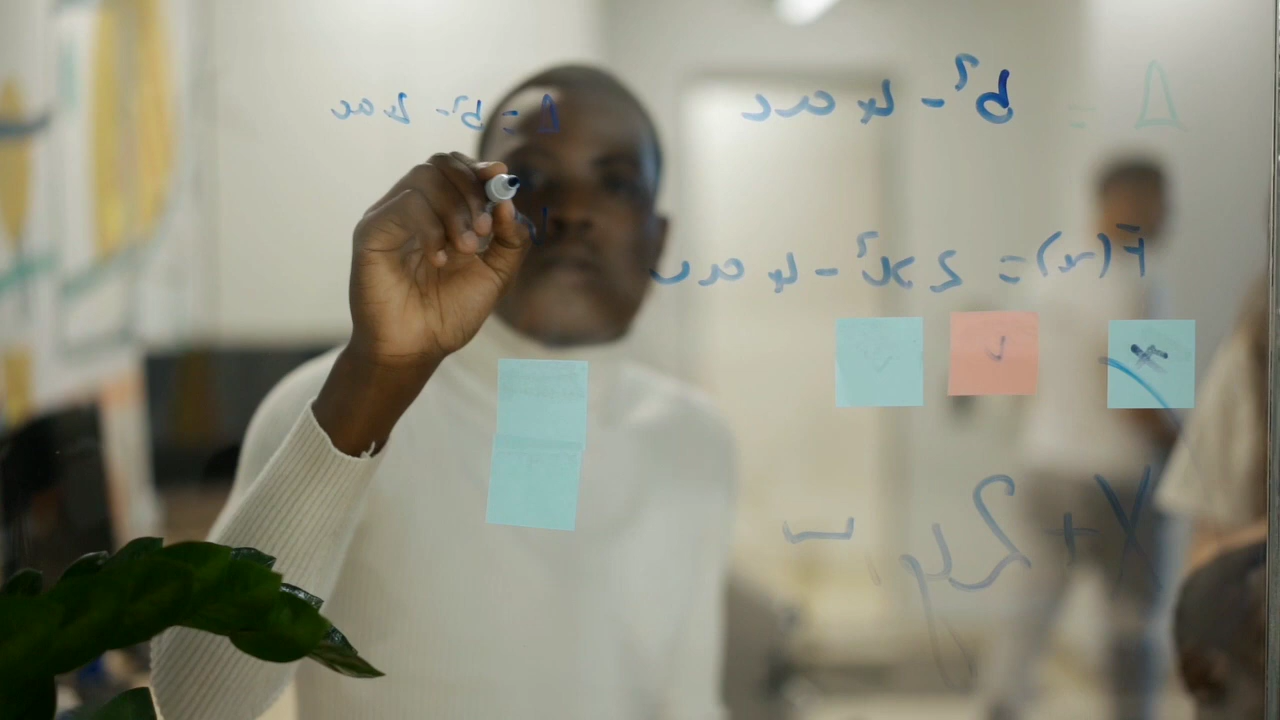 Δ = b² - 4ac
Δ = b² - 4ac
F(x) = 2x² - 4ac
x
v
v
X + 2y